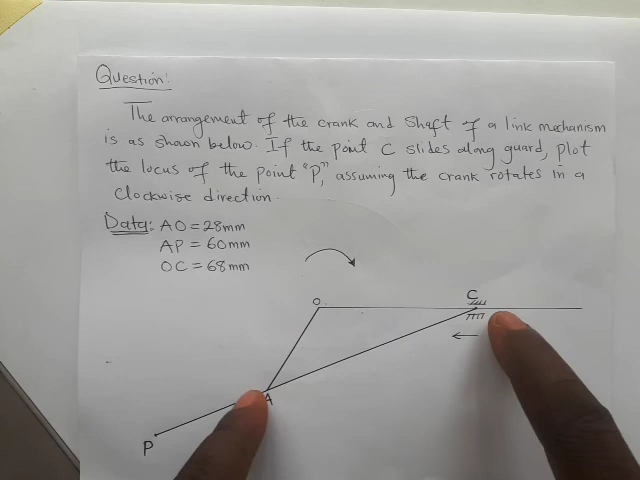 Question:
The arrangement of the crank and shaft of a link mechanism
is as shown below. If the point C slides along guard, plot
the locus of the point "P", assuming the crank rotates in a
clockwise direction.
Data: AO = 28mm
AP = 60mm
OC = 68mm
C
O
A
P